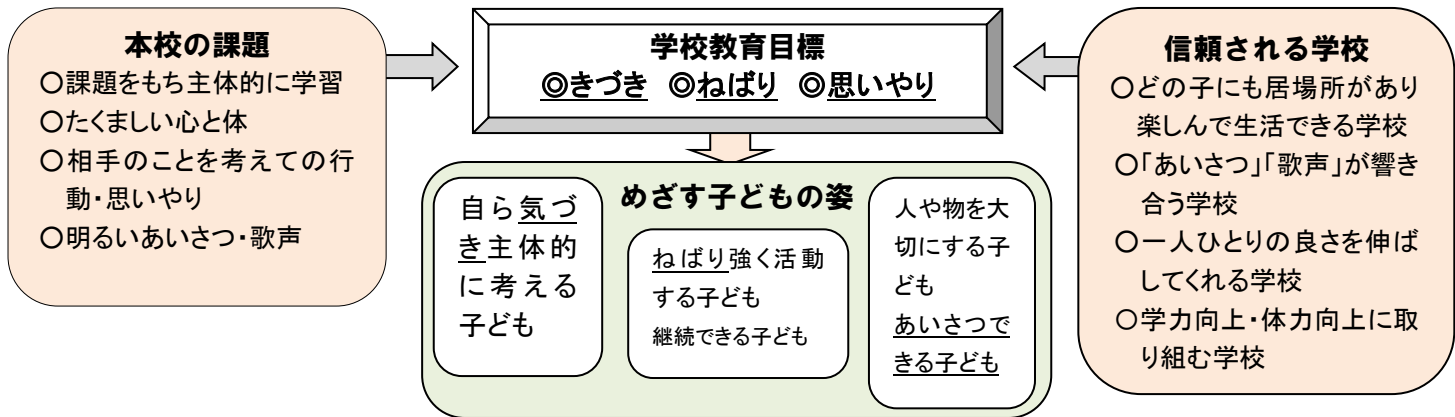 本校の課題
○課題をもち主体的に学習
○たくましい心と体
○相手のことを考えての行
動・思いやり
○明るいあいさつ・歌声
学校教育目標
◎きづき ◎ねばり ◎思いやり
めざす子どもの姿
自ら気づ
き主体的
に考える
子ども
ねばり強く活動
する子ども
継続できる子ども
人や物を大
切にする子
ども
あいさつで
きる子ども
信頼される学校
○どの子にも居場所があり
楽しんで生活できる学校
○「あいさつ」「歌声」が響き
合う学校
○一人ひとりの良さを伸ば
してくれる学校
○学力向上・体力向上に取
り組む学校